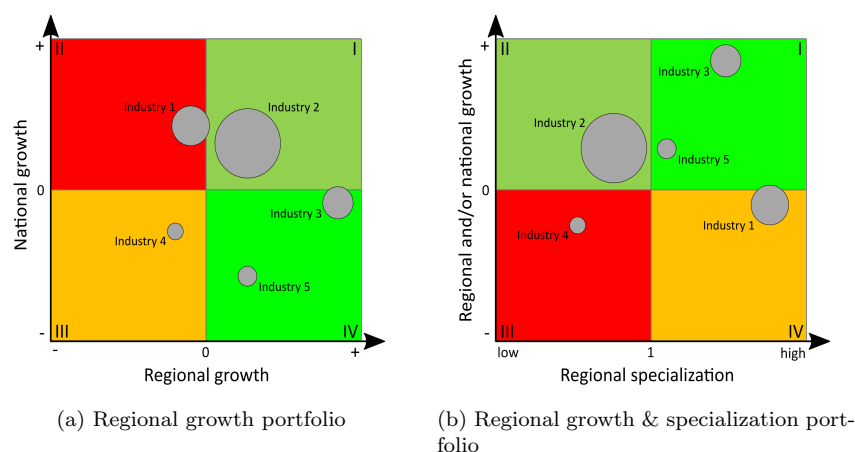 +
II
I
Industry 1
Industry 2
National growth
0
Industry 3
Industry 4
Industry 5
-
III
IV
-
0
+
Regional growth
(a) Regional growth portfolio
+
II
I
Industry 3
Industry 2
Industry 5
Regional and/or national growth
0
Industry 4
Industry 1
-
III
IV
low
1
high
Regional specialization
(b) Regional growth & specialization port-
folio